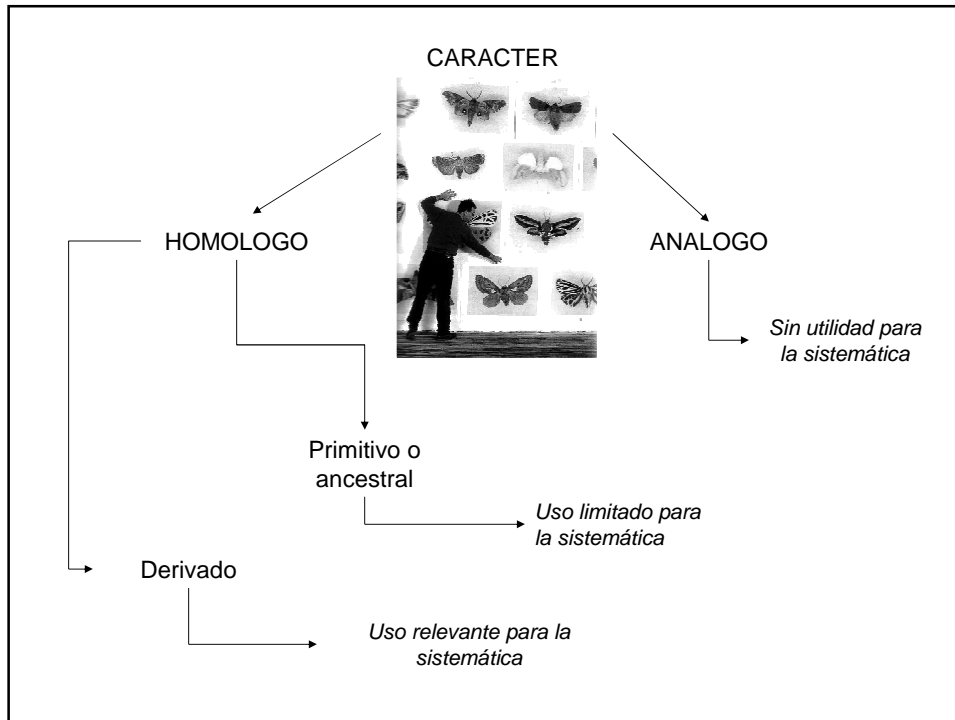 CARACTER
HOMOLOGO
ANALOGO
Sin utilidad para
la sistemática
Primitivo o
ancestral
Uso limitado para
la sistemática
Derivado
Uso relevante para la
sistemática